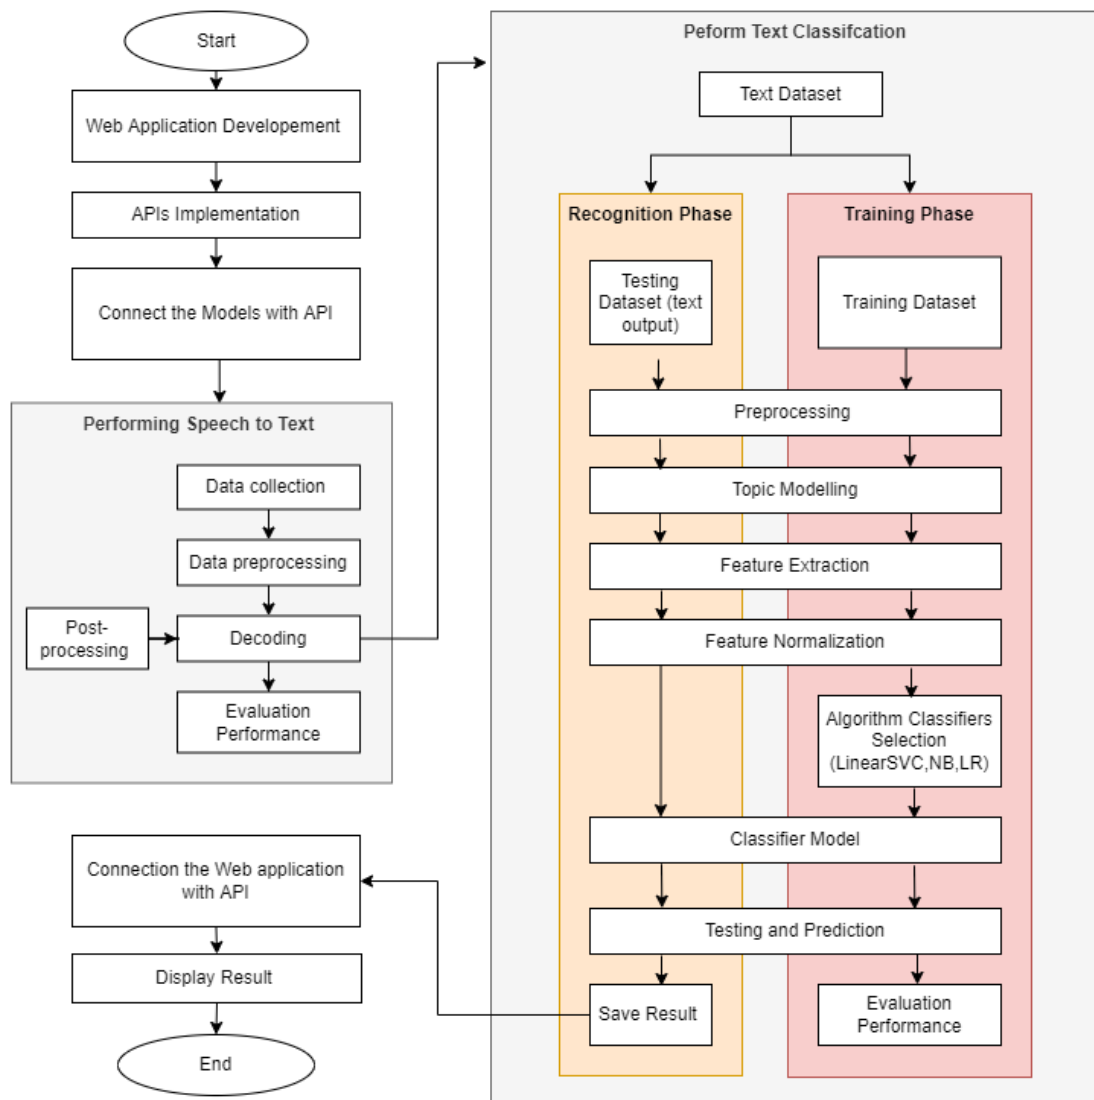 Start
Web Application Developement
APIs Implementation
Connect the Models with API
Performing Speech to Text
Data collection
Data preprocessing
Post-
processing
Decoding
Evaluation
Performance
Peform Text Classifcation
Text Dataset
Recognition Phase
Training Phase
Testing
Dataset (text
output)
Training Dataset
Preprocessing
Topic Modelling
Feature Extraction
Feature Normalization
Algorithm Classifiers
Selection
(LinearSVC,NB,LR)
Classifier Model
Testing and Prediction
Save Result
Evaluation
Performance
Connection the Web application
with API
Display Result
End